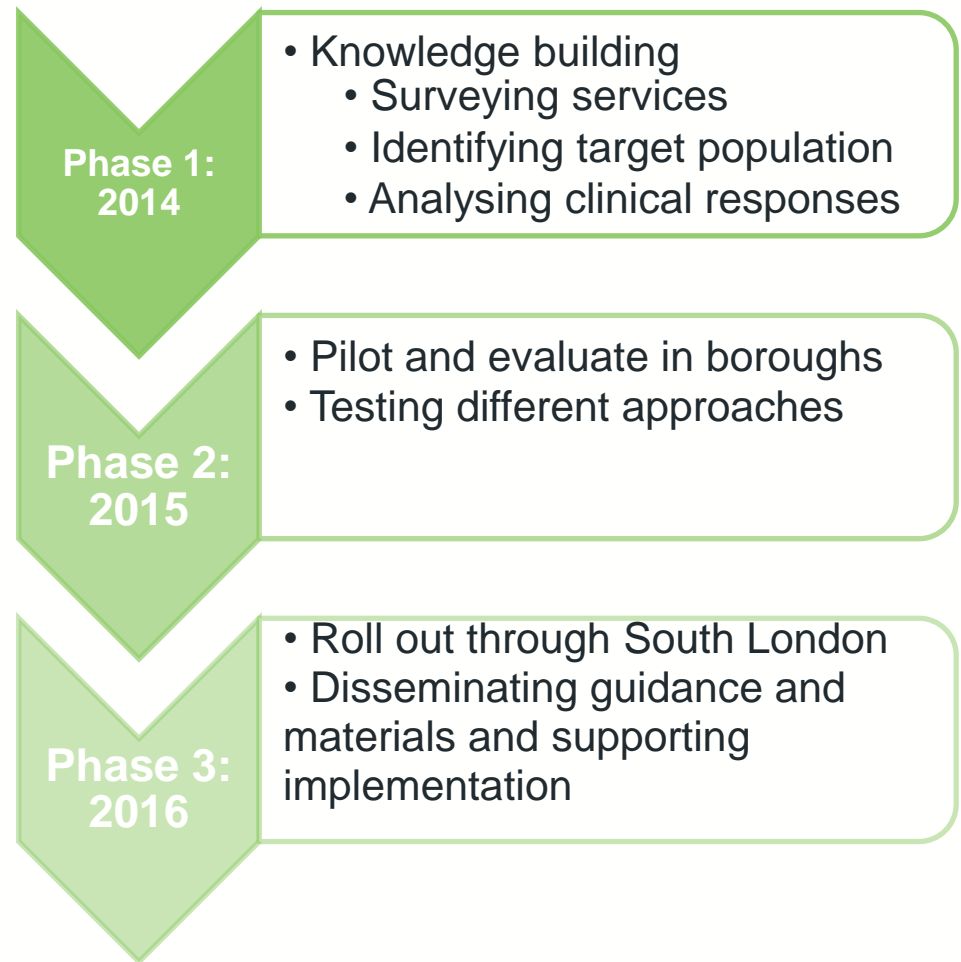 Phase 1:
2014
• Knowledge building
• Surveying services
• Identifying target population
• Analysing clinical responses
Phase 2:
2015
• Pilot and evaluate in boroughs
• Testing different approaches
Phase 3:
2016
• Roll out through South London
• Disseminating guidance and
materials and supporting
implementation